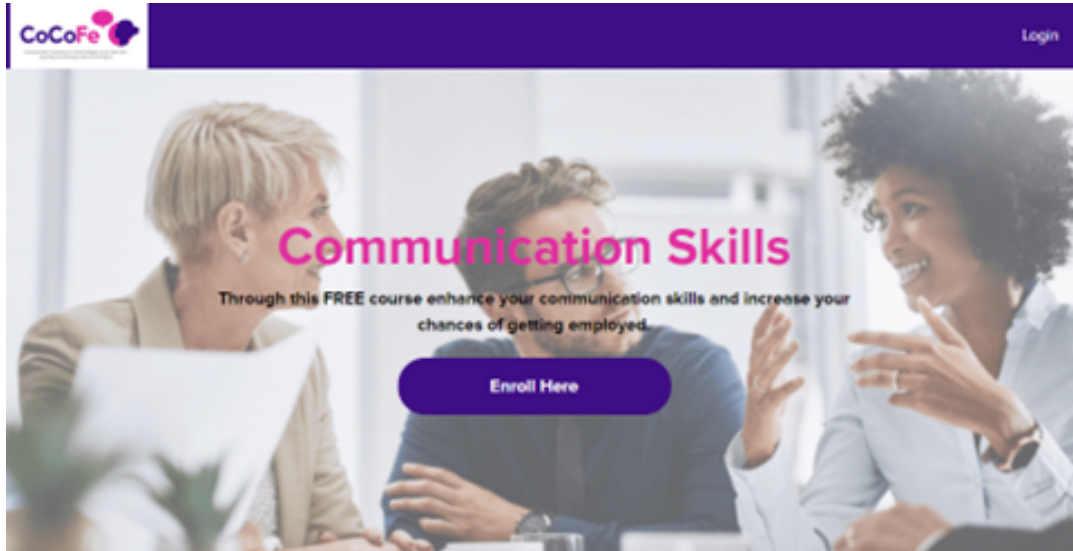 CoCoFe
Login
Communication Skills
Through this FREE course enhance your communication skills and increase your
chances of getting employed.
Enroll Here